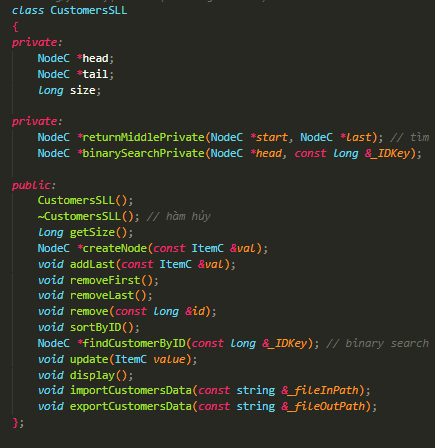 class CustomersSLL
{
private:
NodeC *head;
NodeC *tail;
long size;
private:
NodeC *returnMiddlePrivate(NodeC *start, NodeC *last); // tìm
NodeC *binarySearchPrivate(NodeC *head, const long &_IDKey);
public:
CustomersSLL();
~CustomersSLL(); // hàm hủy
long getSize();
NodeC *createNode(const ItemC &val);
void addLast(const ItemC &val);
void removeFirst();
void removeLast();
void remove(const long &id);
void sortByID();
NodeC *findCustomerByID(const long &_IDKey); // binary search
void update(ItemC value);
void display();
void importCustomersData(const string &_fileInPath);
void exportCustomersData(const string &_fileOutPath);
};